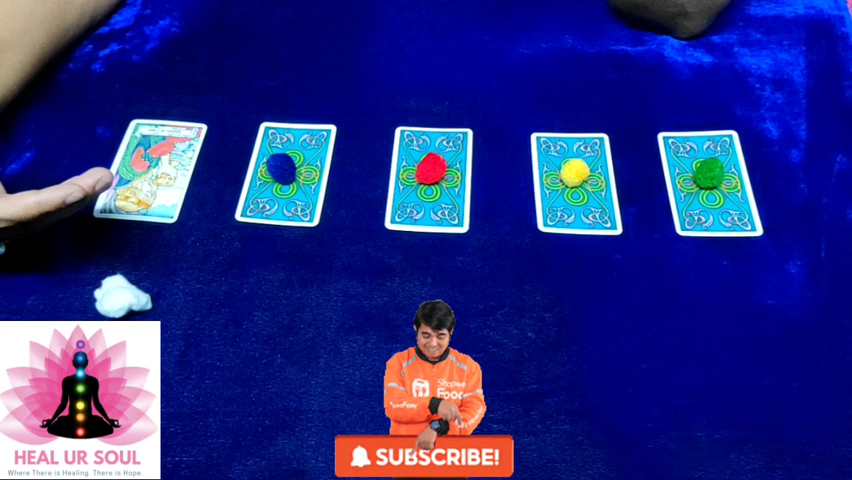 Shopee
Food
HEAL UR SOUL
Where There is Healing. There is Hope.
SUBSCRIBE!